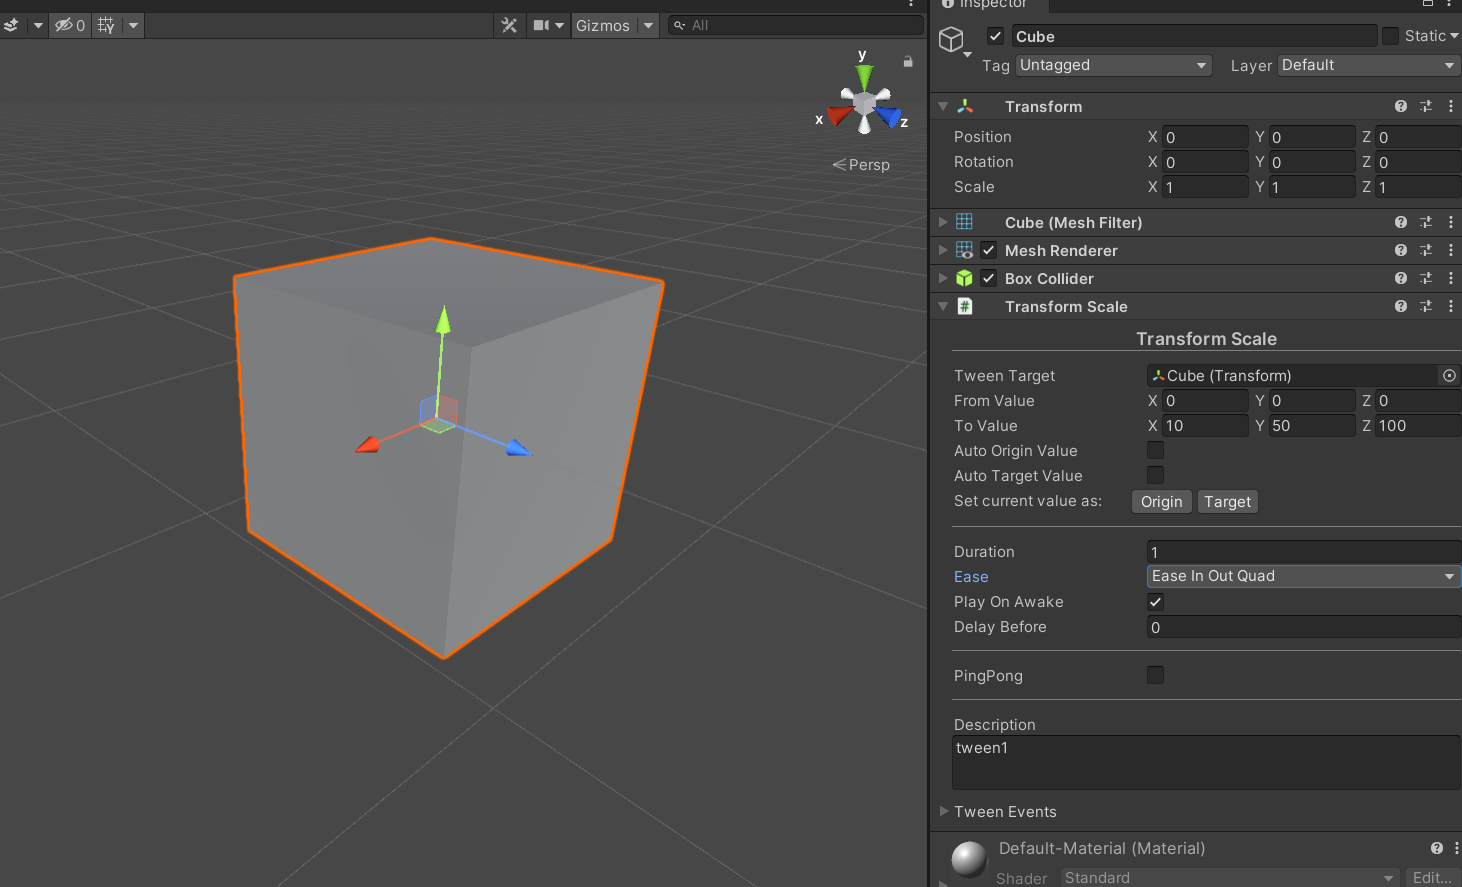 Inspector
0 Gizmos All
Cube Static
Tag Untagged Layer Default
y
x
z
Persp
Transform
Position X 0 Y 0 Z 0
Rotation X 0 Y 0 Z 0
Scale X 1 Y 1 Z 1
Cube (Mesh Filter)
Mesh Renderer
Box Collider
# Transform Scale
Transform Scale
Tween Target Cube (Transform)
From Value X 0 Y 0 Z 0
To Value X 10 Y 50 Z 100
Auto Origin Value
Auto Target Value
Set current value as: Origin Target
Duration 1
Ease Ease In Out Quad
Play On Awake
Delay Before 0
PingPong
Description
tween1
Tween Events
Default-Material (Material)
Shader Standard Edit...